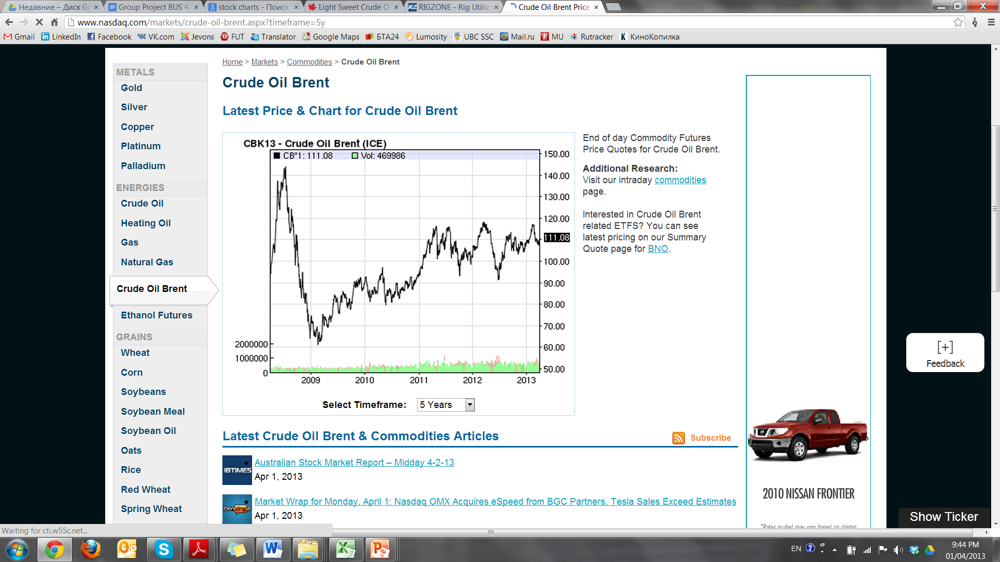 Недавние – Диск Go
Group Project BUS 4
stock charts - Поиск
Light Sweet Crude O
RIGZONE - Rig Utiliz
Crude Oil Brent Price
www.nasdaq.com/markets/crude-oil-brent.aspx?timeframe=5y
Gmail LinkedIn Facebook VK.com Jevons FUT Translator Google Maps БТА24 Lumosity UBC SSC Mail.ru MU Rutracker КиноКопилка
Home > Markets > Commodities > Crude Oil Brent
METALS
Gold
Silver
Copper
Platinum
Palladium
ENERGIES
Crude Oil
Heating Oil
Gas
Natural Gas
Crude Oil Brent
Ethanol Futures
GRAINS
Wheat
Corn
Soybeans
Soybean Meal
Soybean Oil
Oats
Rice
Red Wheat
Spring Wheat
Crude Oil Brent
Latest Price & Chart for Crude Oil Brent
CBK13 - Crude Oil Brent (ICE)
CB*1: 111.08 Vol: 469986
150.00
140.00
130.00
120.00
111.08
100.00
90.00
80.00
70.00
60.00
50.00
2000000
1000000
0
2009 2010 2011 2012 2013
Select Timeframe: 5 Years
End of day Commodity Futures
Price Quotes for Crude Oil Brent.
Additional Research:
Visit our intraday commodities
page.
Interested in Crude Oil Brent
related ETFS? You can see
latest pricing on our Summary
Quote page for BNO.
Latest Crude Oil Brent & Commodities Articles
Subscribe
IBTIMES
Australian Stock Market Report – Midday 4-2-13
Apr 1, 2013
benzinga
Market Wrap for Monday, April 1: Nasdaq OMX Acquires eSpeed from BGC Partners, Tesla Sales Exceed Estimates
Apr 1, 2013
2010 NISSAN FRONTIER
*Rates quoted may vary based on driving
[+]
Feedback
Show Ticker
Waiting for cti.w55c.net...
EN
9:44 PM
01/04/2013